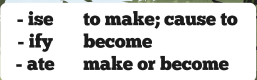 - ise to make; cause to
- ify become
- ate make or become